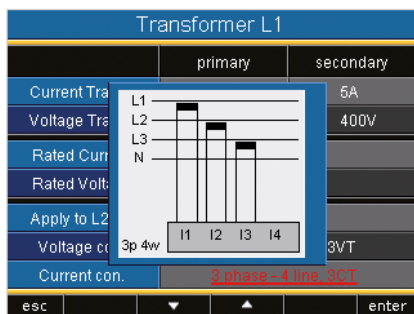 Transformer L1
primary secondary
Current Tra 5A
Voltage Tra 400V
Rated Curr
Rated Volt
Apply to L2
Voltage co 3VT
Current con. 3 phase - 4 line, 3CT
L1
L2
L3
N
3p 4w I1 I2 I3 I4
esc enter